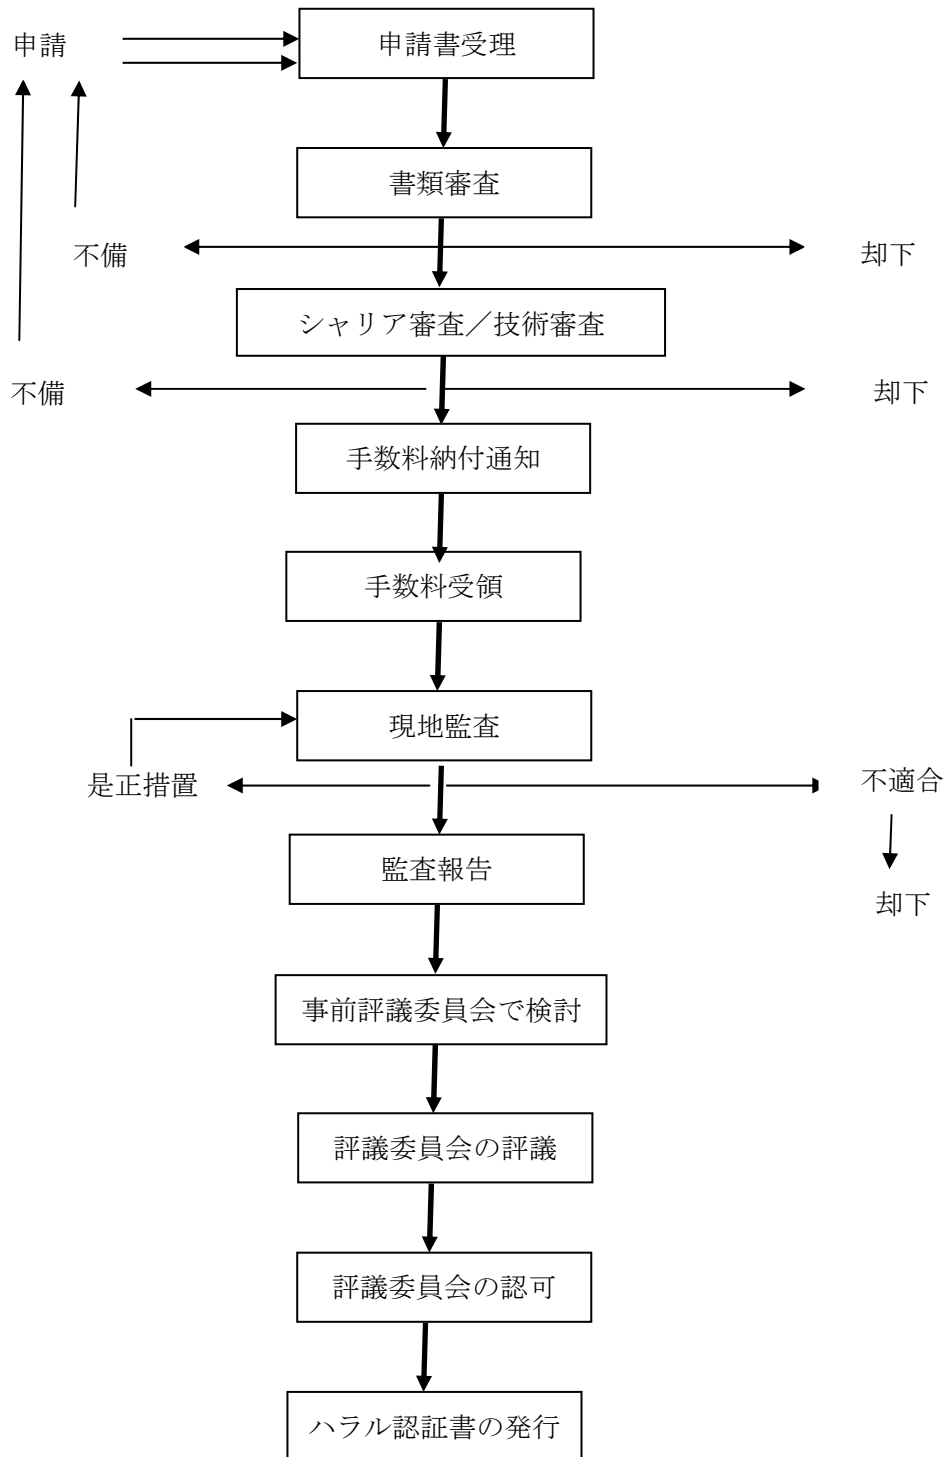 申請
申請書受理
書類審査
不備
却下
シャリア審査／技術審査
不備
却下
手数料納付通知
手数料受領
現地監査
是正措置
不適合
監査報告
却下
事前評議委員会で検討
評議委員会の評議
評議委員会の認可
ハラル認証書の発行